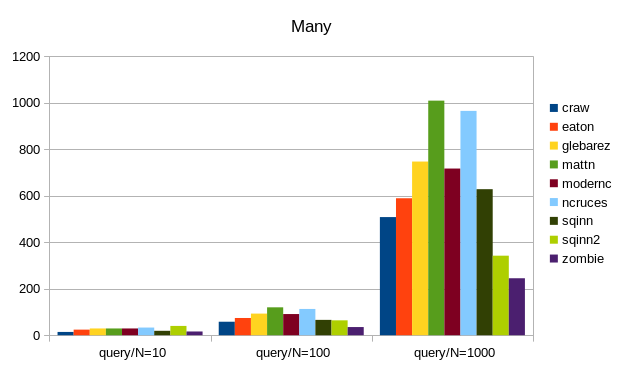 Many
1200
1000
800
600
400
200
0
query/N=10
query/N=100
query/N=1000
craw
eaton
glebarez
mattn
modernc
ncruces
sqinn
sqinn2
zombie